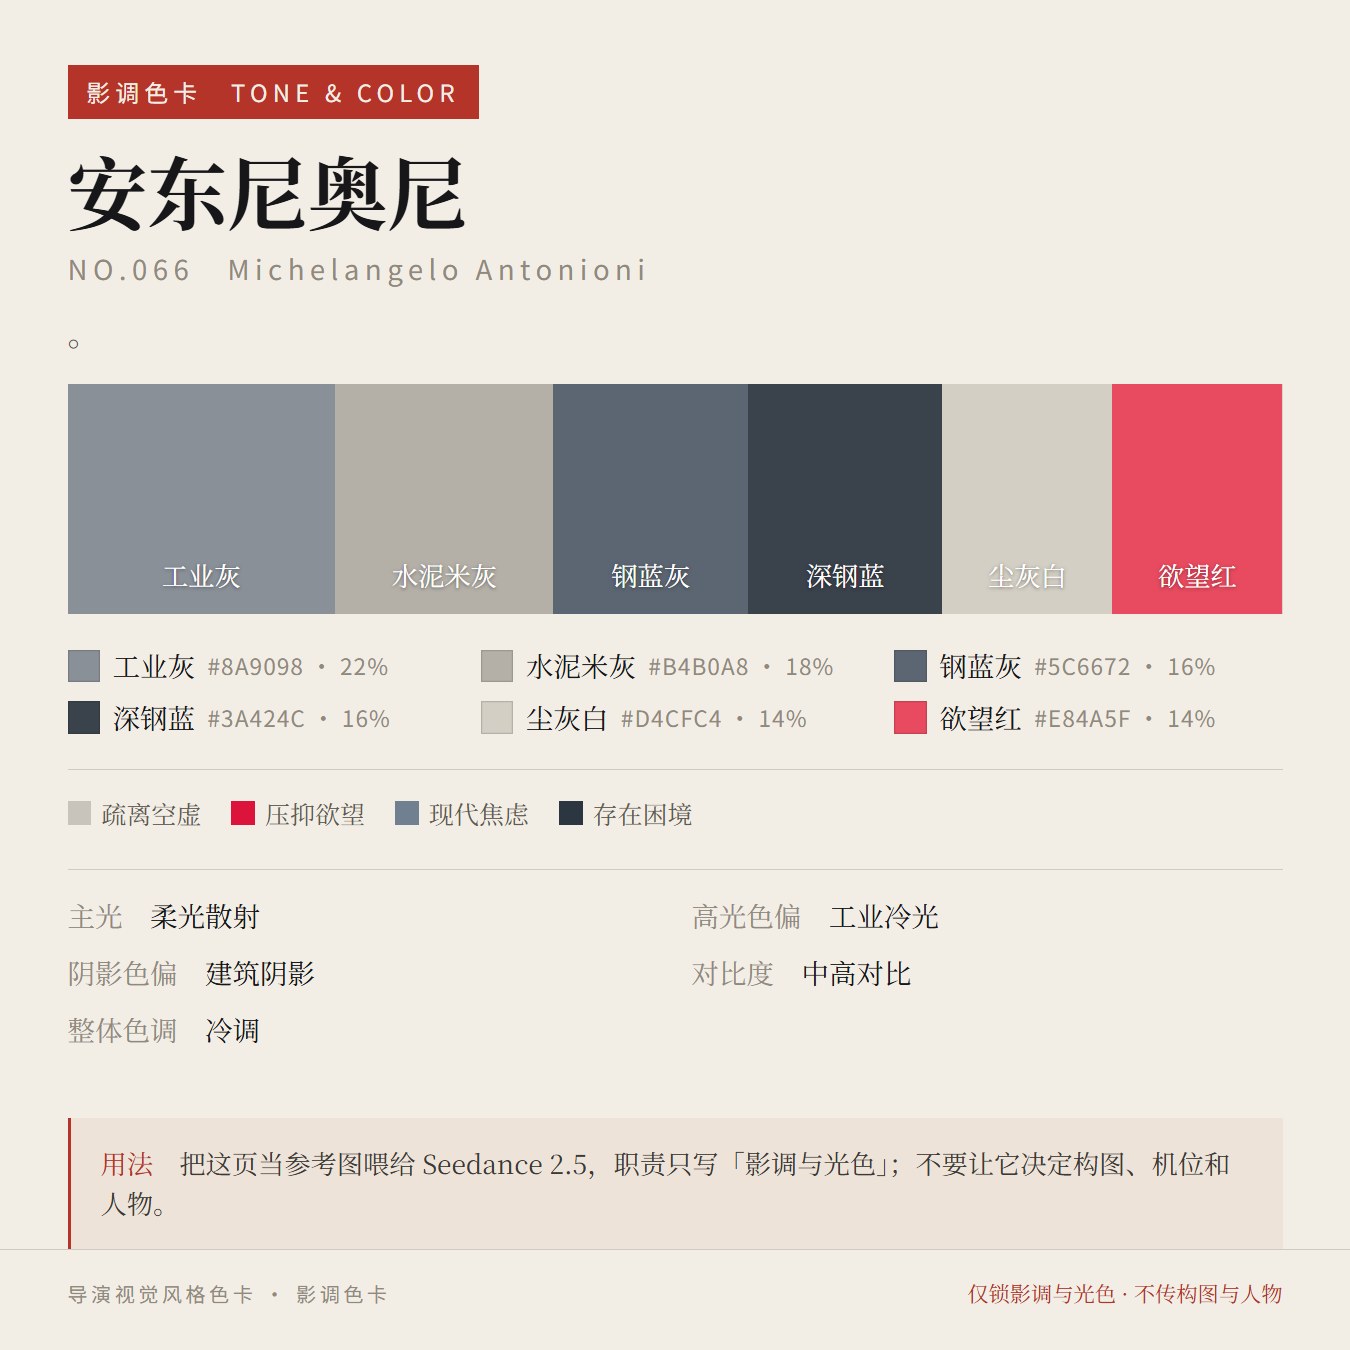 影调色卡 TONE & COLOR
安东尼奥尼
NO.066 Michelangelo Antonioni
。
工业灰 水泥米灰 钢蓝灰 深钢蓝 尘灰白 欲望红
工业灰 #8A9098 • 22% 水泥米灰 #B4B0A8 • 18% 钢蓝灰 #5C6672 • 16%
深钢蓝 #3A424C • 16% 尘灰白 #D4CFC4 • 14% 欲望红 #E84A5F • 14%
疏离空虚 压抑欲望 现代焦虑 存在困境
主光 柔光散射 高光色偏 工业冷光
阴影色偏 建筑阴影 对比度 中高对比
整体色调 冷调
用法 把这页当参考图喂给 Seedance 2.5，职责只写「影调与光色」；不要让它决定构图、机位和
人物。
导演视觉风格色卡 • 影调色卡 仅锁影调与光色 · 不传构图与人物